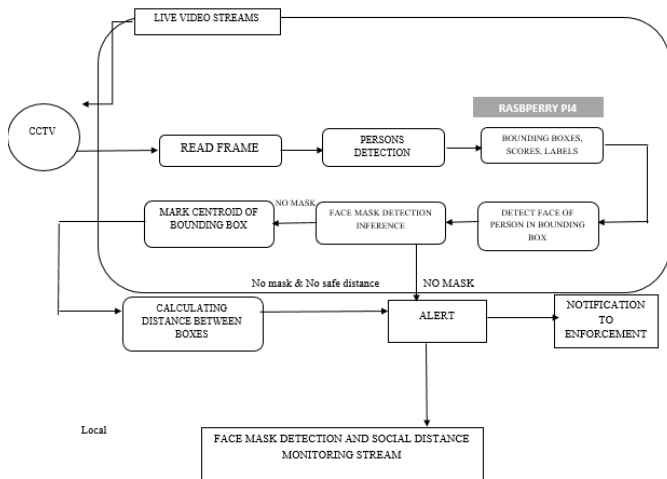 LIVE VIDEO STREAMS
RASBPERRY PI4
CCTV
READ FRAME
PERSONS
DETECTION
BOUNDING BOXES,
SCORES, LABELS
MARK CENTROID OF
BOUNDING BOX
NO MASK
FACE MASK DETECTION
INFERENCE
DETECT FACE OF
PERSON IN BOUNDING
BOX
No mask & No safe distance
NO MASK
CALCULATING
DISTANCE BETWEEN
BOXES
ALERT
NOTIFICATION
TO
ENFORCEMENT
Local
FACE MASK DETECTION AND SOCIAL DISTANCE
MONITORING STREAM